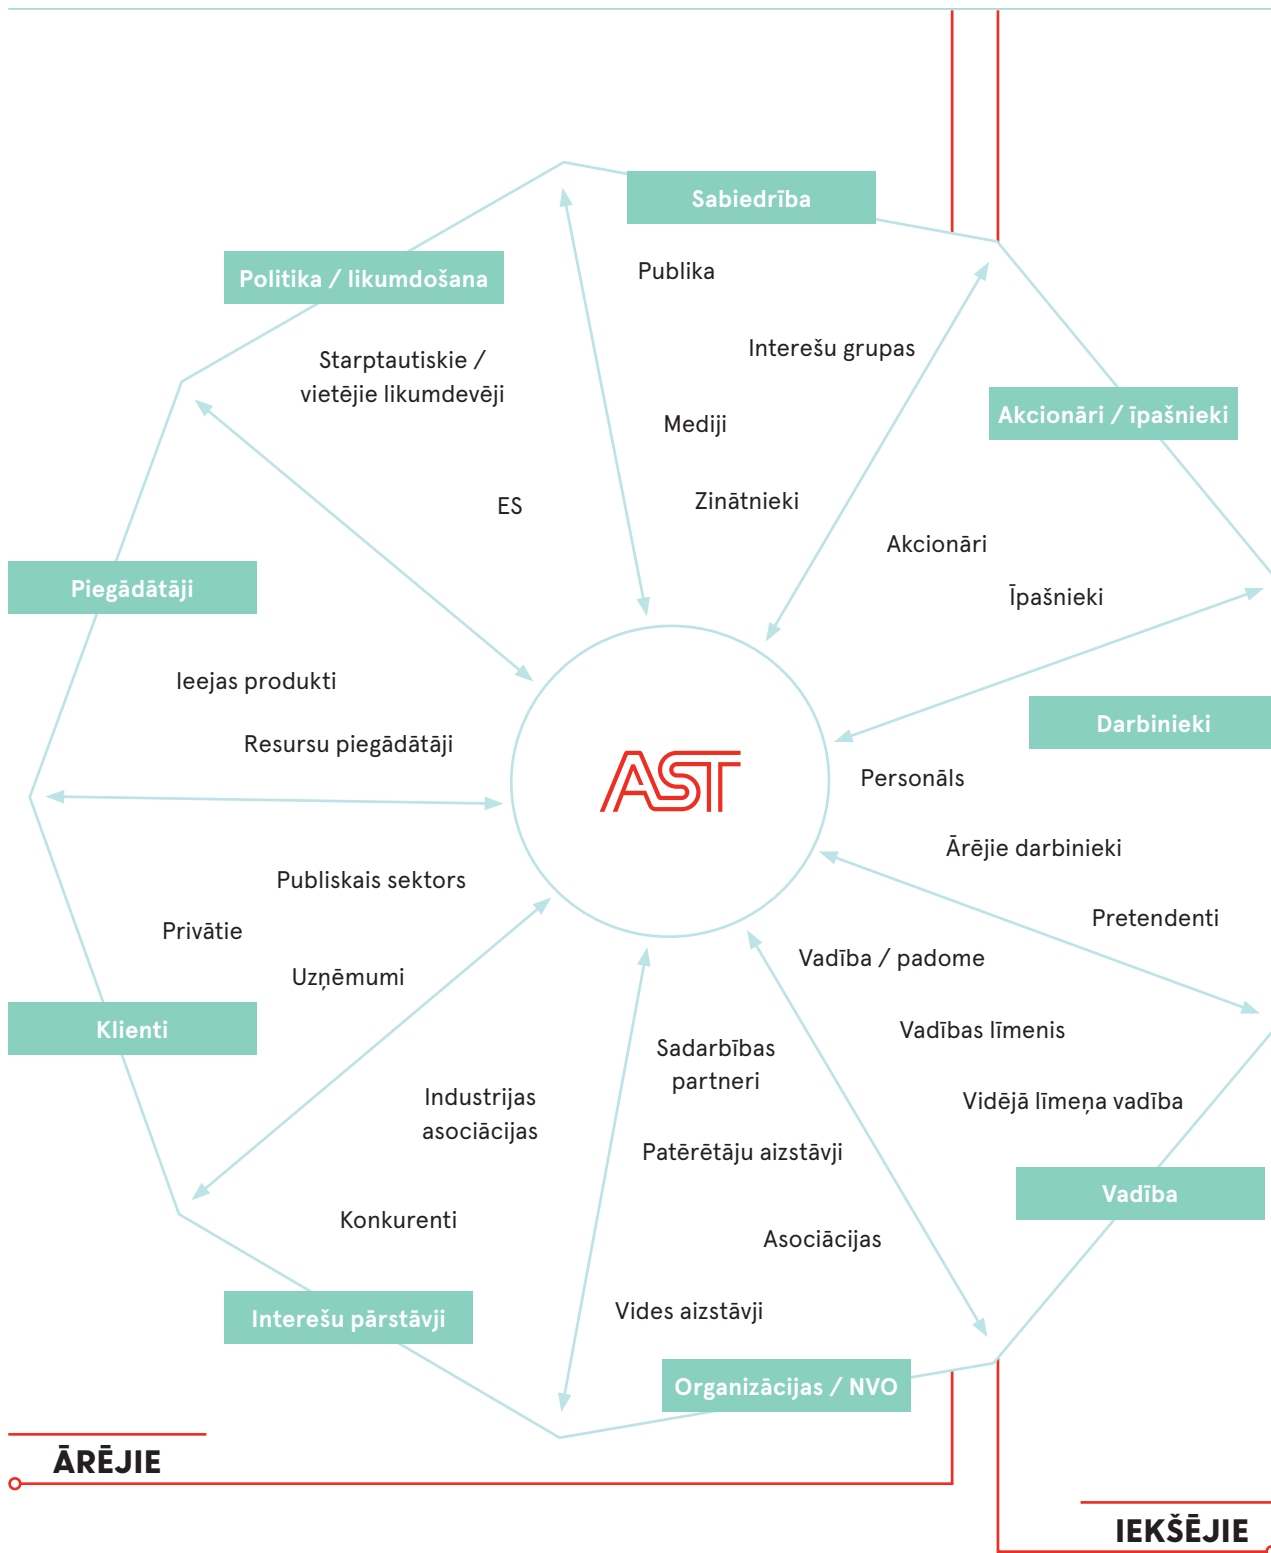 Sabiedrība
Publika
Interešu grupas
Mediji
Zinātnieki
Politika / likumdošana
Starptautiskie /
vietējie likumdevēji
ES
Akcionāri / īpašnieki
Akcionāri
Īpašnieki
Piegādātāji
Ieejas produkti
Resursu piegādātāji
AST
Darbinieki
Personāls
Ārējie darbinieki
Pretendenti
Publiskais sektors
Privātie
Uzņēmumi
Klienti
Vadība / padome
Vadības līmenis
Vidējā līmeņa vadība
Vadība
Sadarbības
partneri
Patērētāju aizstāvji
Asociācijas
Vides aizstāvji
Organizācijas / NVO
Industrijas
asociācijas
Konkurenti
Interešu pārstāvji
ĀRĒJIE
IEKŠĒJIE